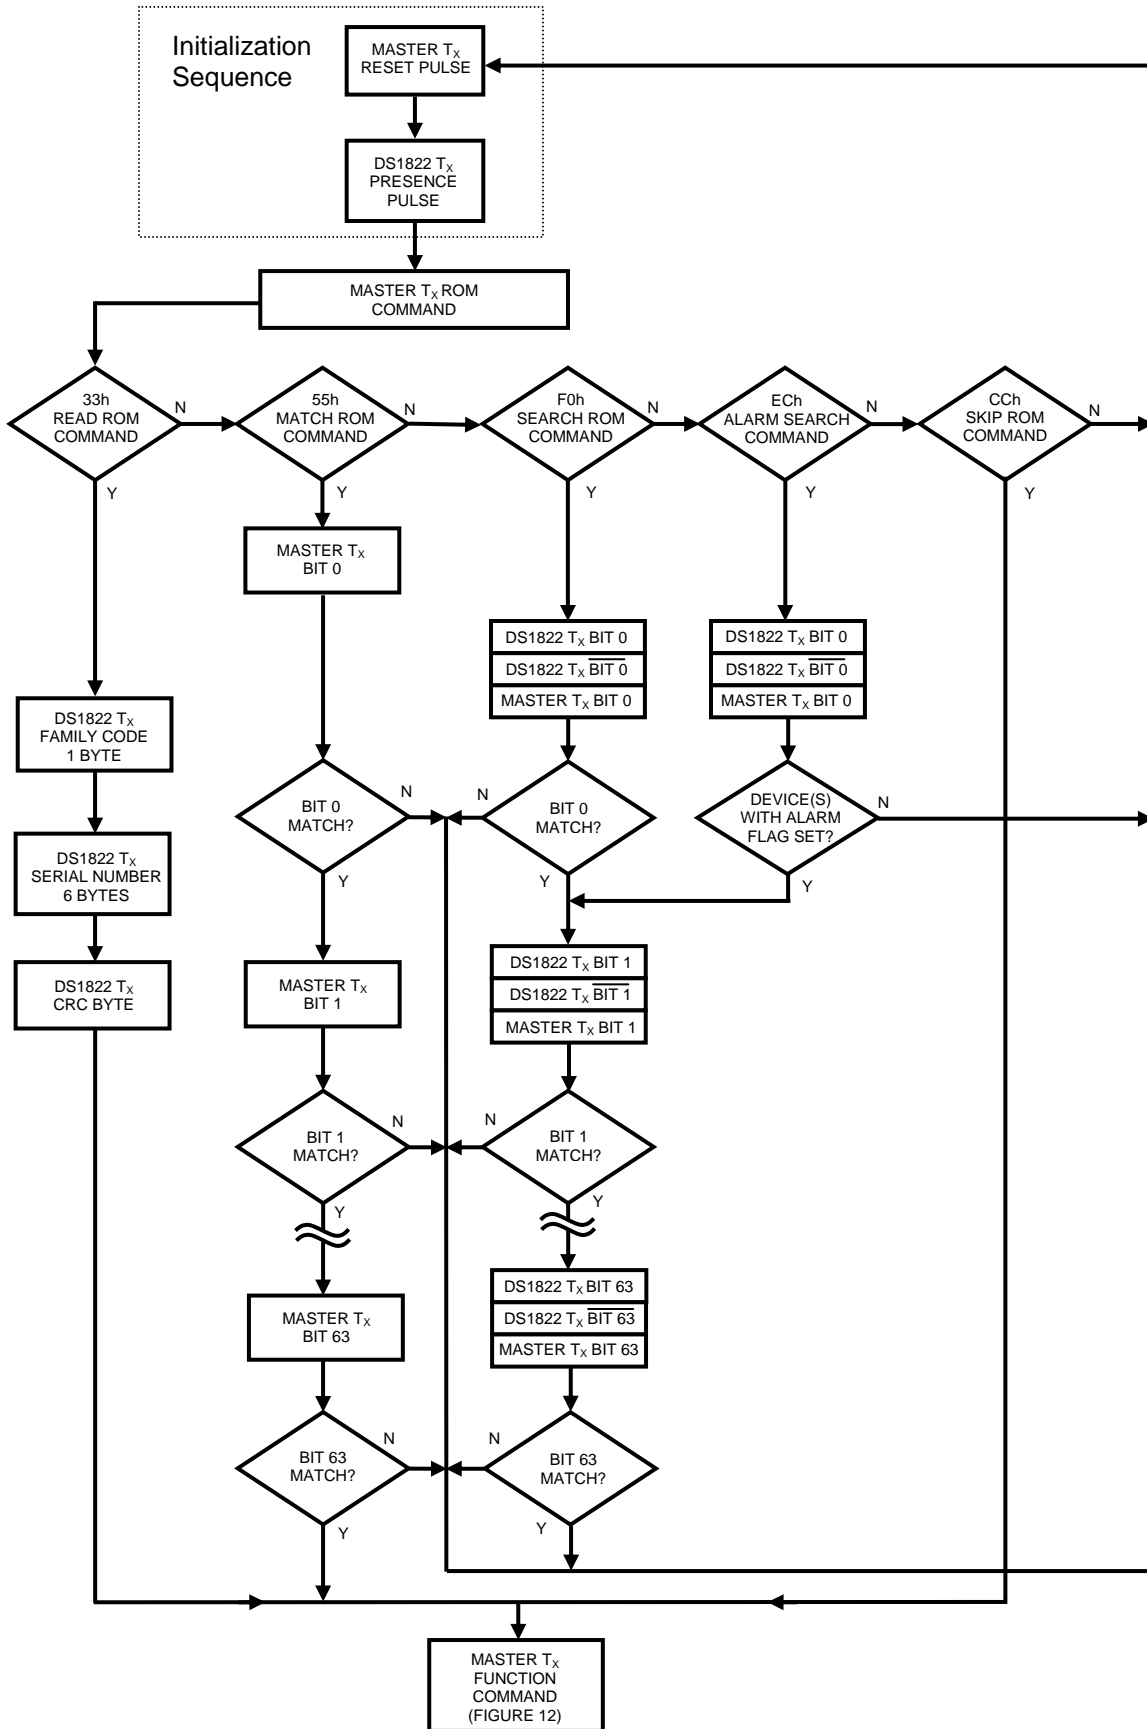 Initialization
Sequence
MASTER TX
RESET PULSE
DS1822 TX
PRESENCE
PULSE
MASTER TX ROM
COMMAND
33h
READ ROM
COMMAND
N
Y
55h
MATCH ROM
COMMAND
N
Y
F0h
SEARCH ROM
COMMAND
N
Y
ECh
ALARM SEARCH
COMMAND
N
Y
CCh
SKIP ROM
COMMAND
N
Y
MASTER TX
BIT 0
DS1822 TX BIT 0
DS1822 TX BIT 0
MASTER TX BIT 0
DS1822 TX BIT 0
DS1822 TX BIT 0
MASTER TX BIT 0
DS1822 TX
FAMILY CODE
1 BYTE
DS1822 TX
SERIAL NUMBER
6 BYTES
DS1822 TX
CRC BYTE
BIT 0
MATCH?
N
Y
BIT 0
MATCH?
N
Y
DEVICE(S)
WITH ALARM
FLAG SET?
N
Y
MASTER TX
BIT 1
DS1822 TX BIT 1
DS1822 TX BIT 1
MASTER TX BIT 1
BIT 1
MATCH?
N
Y
BIT 1
MATCH?
N
Y
MASTER TX
BIT 63
DS1822 TX BIT 63
DS1822 TX BIT 63
MASTER TX BIT 63
BIT 63
MATCH?
N
Y
BIT 63
MATCH?
N
Y
MASTER TX
FUNCTION
COMMAND
(FIGURE 12)